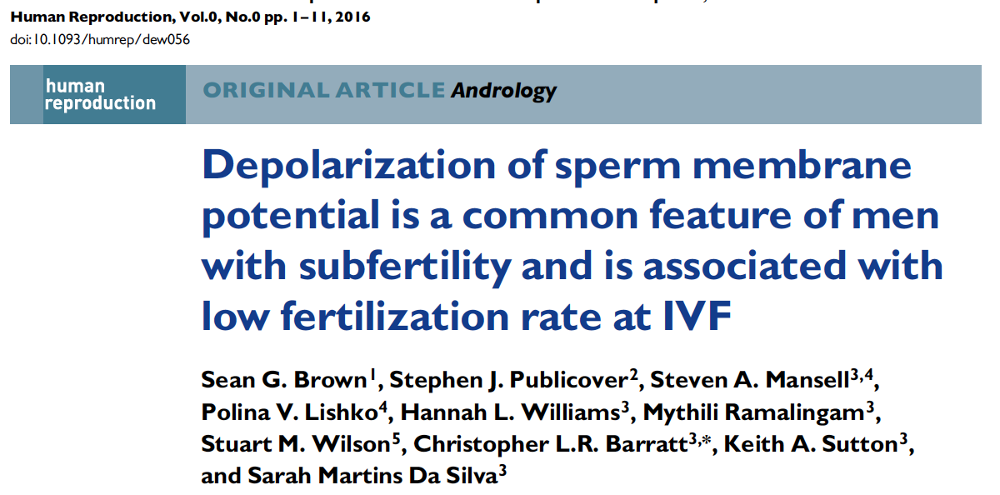 Human Reproduction, Vol.0, No.0 pp. 1–11, 2016
doi:10.1093/humrep/dew056
human
reproduction
ORIGINAL ARTICLE Andrology
Depolarization of sperm membrane
potential is a common feature of men
with subfertility and is associated with
low fertilization rate at IVF
Sean G. Brown1, Stephen J. Publicover2, Steven A. Mansell3,4,
Polina V. Lishko4, Hannah L. Williams3, Mythili Ramalingam3,
Stuart M. Wilson5, Christopher L.R. Barratt3,*, Keith A. Sutton3,
and Sarah Martins Da Silva3